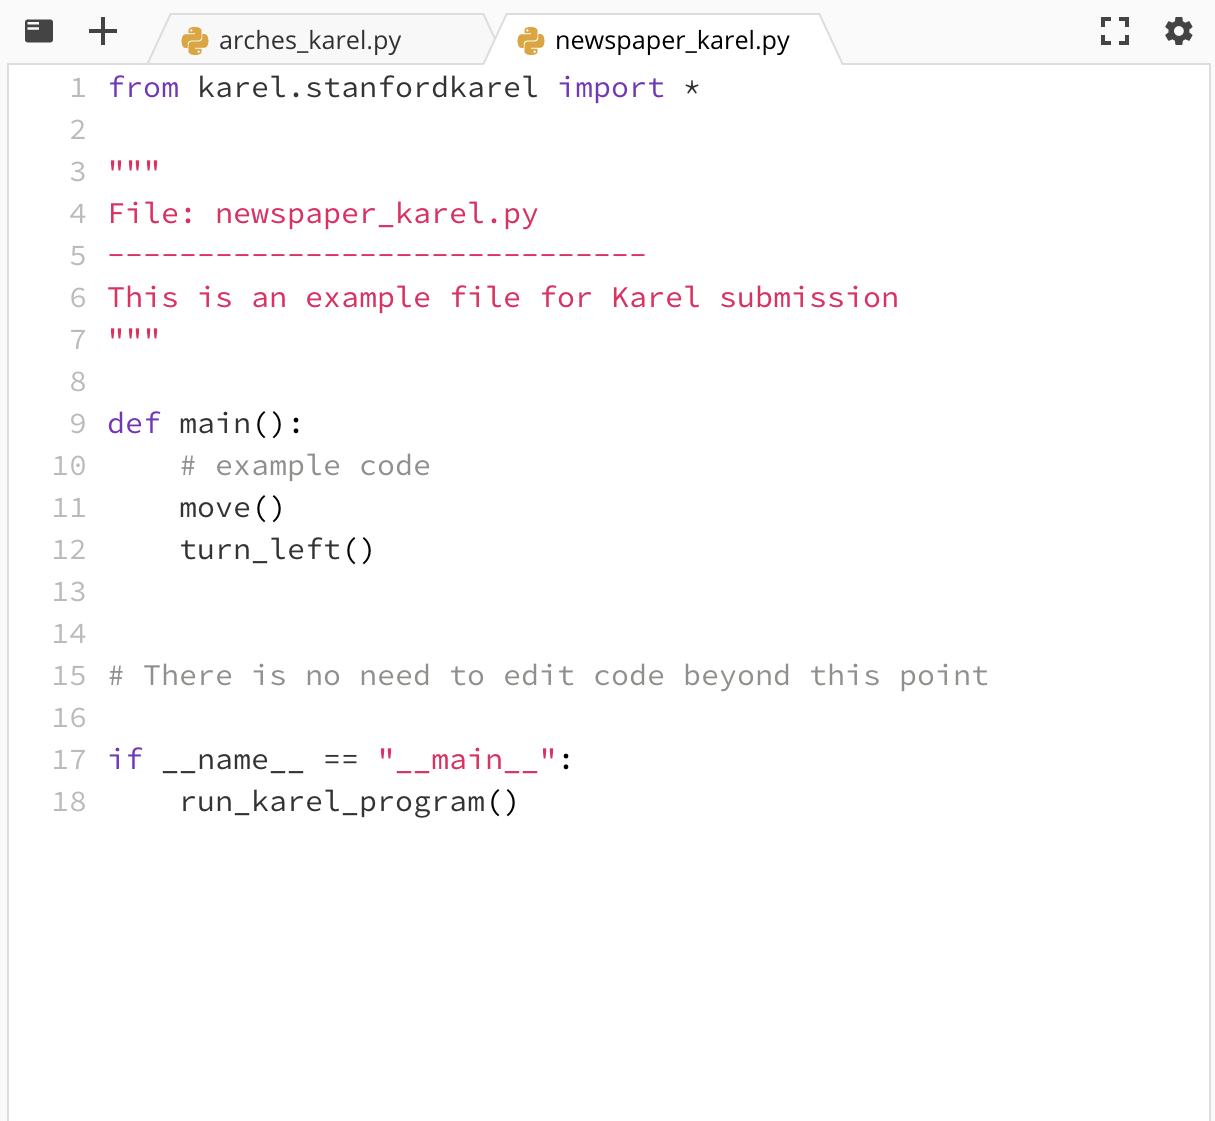 arches_karel.py newspaper_karel.py
1 from karel.stanfordkarel import *
2
3 """
4 File: newspaper_karel.py
5 ------------------------------
6 This is an example file for Karel submission
7 """
8
9 def main():
10     # example code
11     move()
12     turn_left()
13
14
15 # There is no need to edit code beyond this point
16
17 if __name__ == "__main__":
18     run_karel_program()